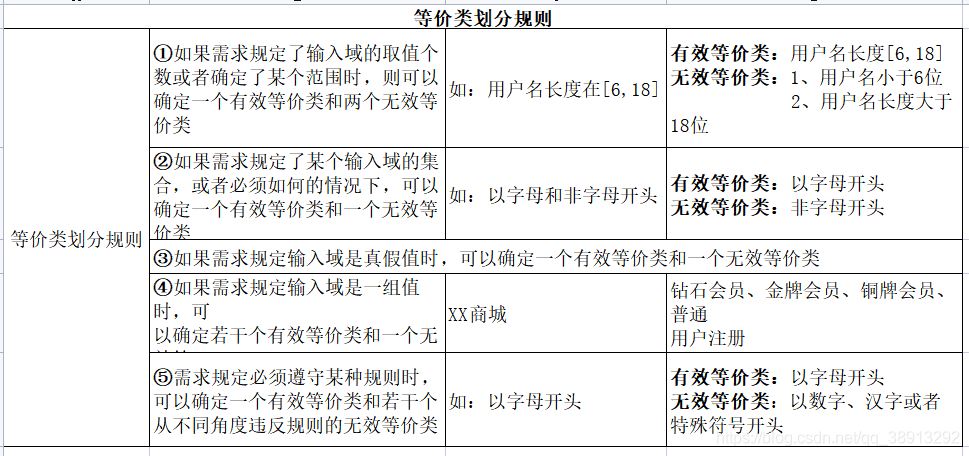 等价类划分规则
等价类划分规则
①如果需求规定了输入域的取值个
数或者确定了某个范围时，则可以
确定一个有效等价类和两个无效等
价类
如：用户名长度在[6,18]
有效等价类：用户名长度[6,18]
无效等价类：1、用户名小于6位
2、用户名长度大于
18位
②如果需求规定了某个输入域的集
合，或者必须如何的情况下，可以
确定一个有效等价类和一个无效等
价类
如：以字母和非字母开头
有效等价类：以字母开头
无效等价类：非字母开头
③如果需求规定输入域是真假值时，可以确定一个有效等价类和一个无效等价类
④如果需求规定输入域是一组值
时，可
以确定若干个有效等价类和一个无
XX商城
钻石会员、金牌会员、铜牌会员、
普通
用户注册
⑤需求规定必须遵守某种规则时，
可以确定一个有效等价类和若干个
从不同角度违反规则的无效等价类
如：以字母开头
有效等价类：以字母开头
无效等价类：以数字、汉字或者
特殊符号开头
https://blog.csdn.net/qq_38913292